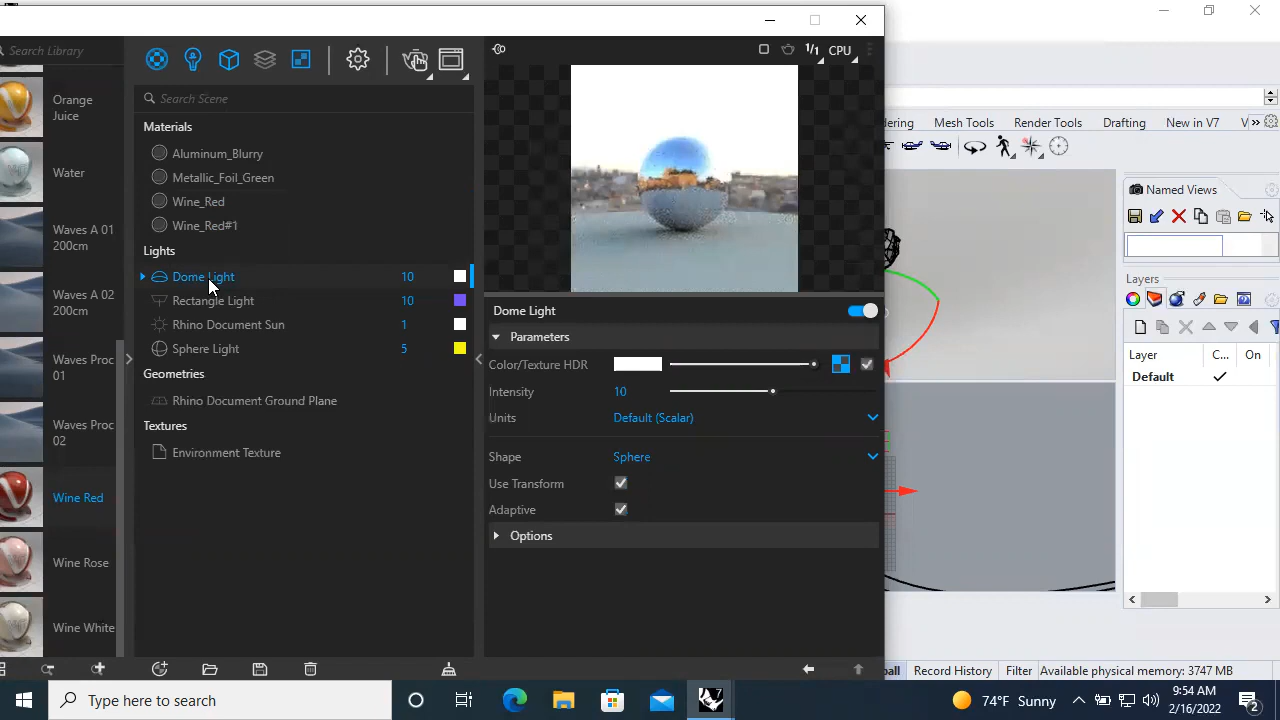 Search Library
Orange
Juice
Water
Waves A 01
200cm
Waves A 02
200cm
Waves Proc
01
Waves Proc
02
Wine Red
Wine Rose
Wine White
Search Scene
Materials
Aluminum_Blurry
Metallic_Foil_Green
Wine_Red
Wine_Red#1
Lights
Dome Light 10
Rectangle Light 10
Rhino Document Sun 1
Sphere Light 5
Geometries
Rhino Document Ground Plane
Textures
Environment Texture
1/1 CPU
Dome Light
Parameters
Color/Texture HDR
Intensity 10
Units Default (Scalar)
Shape Sphere
Use Transform
Adaptive
Options
dering Mesh Tools Render Tools Drafting New in V7 V »
Named Views
Layers
Layer C... On
Default
ball Record History Filter Available physical memory: 3747 MB
Type here to search
74°F Sunny
9:54 AM
2/16/2022
2